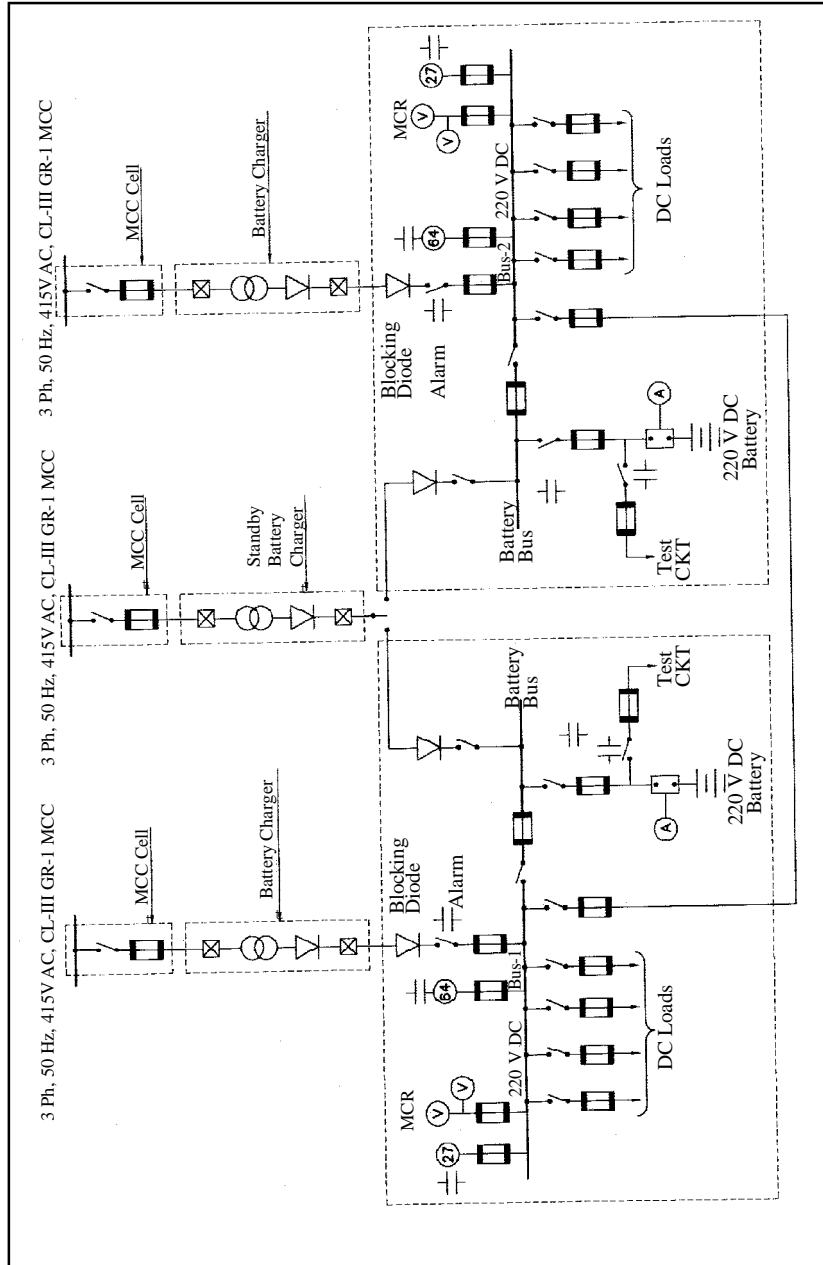 3 Ph, 50 Hz, 415V AC, CL-III GR-1 MCC
3 Ph, 50 Hz, 415V AC, CL-III GR-1 MCC
3 Ph, 50 Hz, 415V AC, CL-III GR-1 MCC
MCC Cell
MCC Cell
MCC Cell
Battery Charger
Standby
Battery
Charger
Battery Charger
Blocking
Diode
Alarm
Blocking
Diode
Alarm
MCR
27
V
V
64
220 V DC
Bus-1
Battery
Bus
DC Loads
A
220 V DC
Battery
Test
CKT
Battery
Bus
Bus-2
220 V DC
64
MCR
V
V
27
Test
CKT
A
220 V DC
Battery
DC Loads